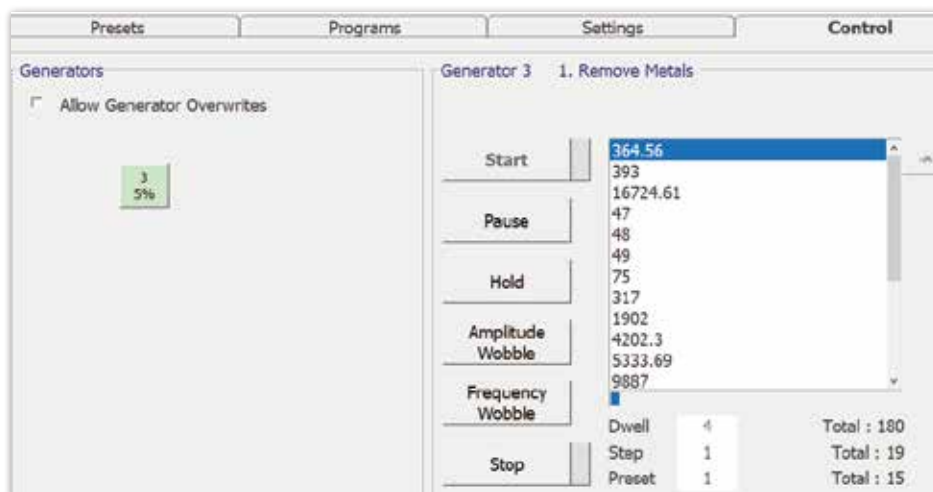 Presets Programs Settings Control
Generators
Allow Generator Overwrites
3
5%
Generator 3 1. Remove Metals
Start
Pause
Hold
Amplitude
Wobble
Frequency
Wobble
Stop
364.56
393
16724.61
47
48
49
75
317
1902
4202.3
5333.69
9887
Dwell 4 Total : 180
Step 1 Total : 19
Preset 1 Total : 15